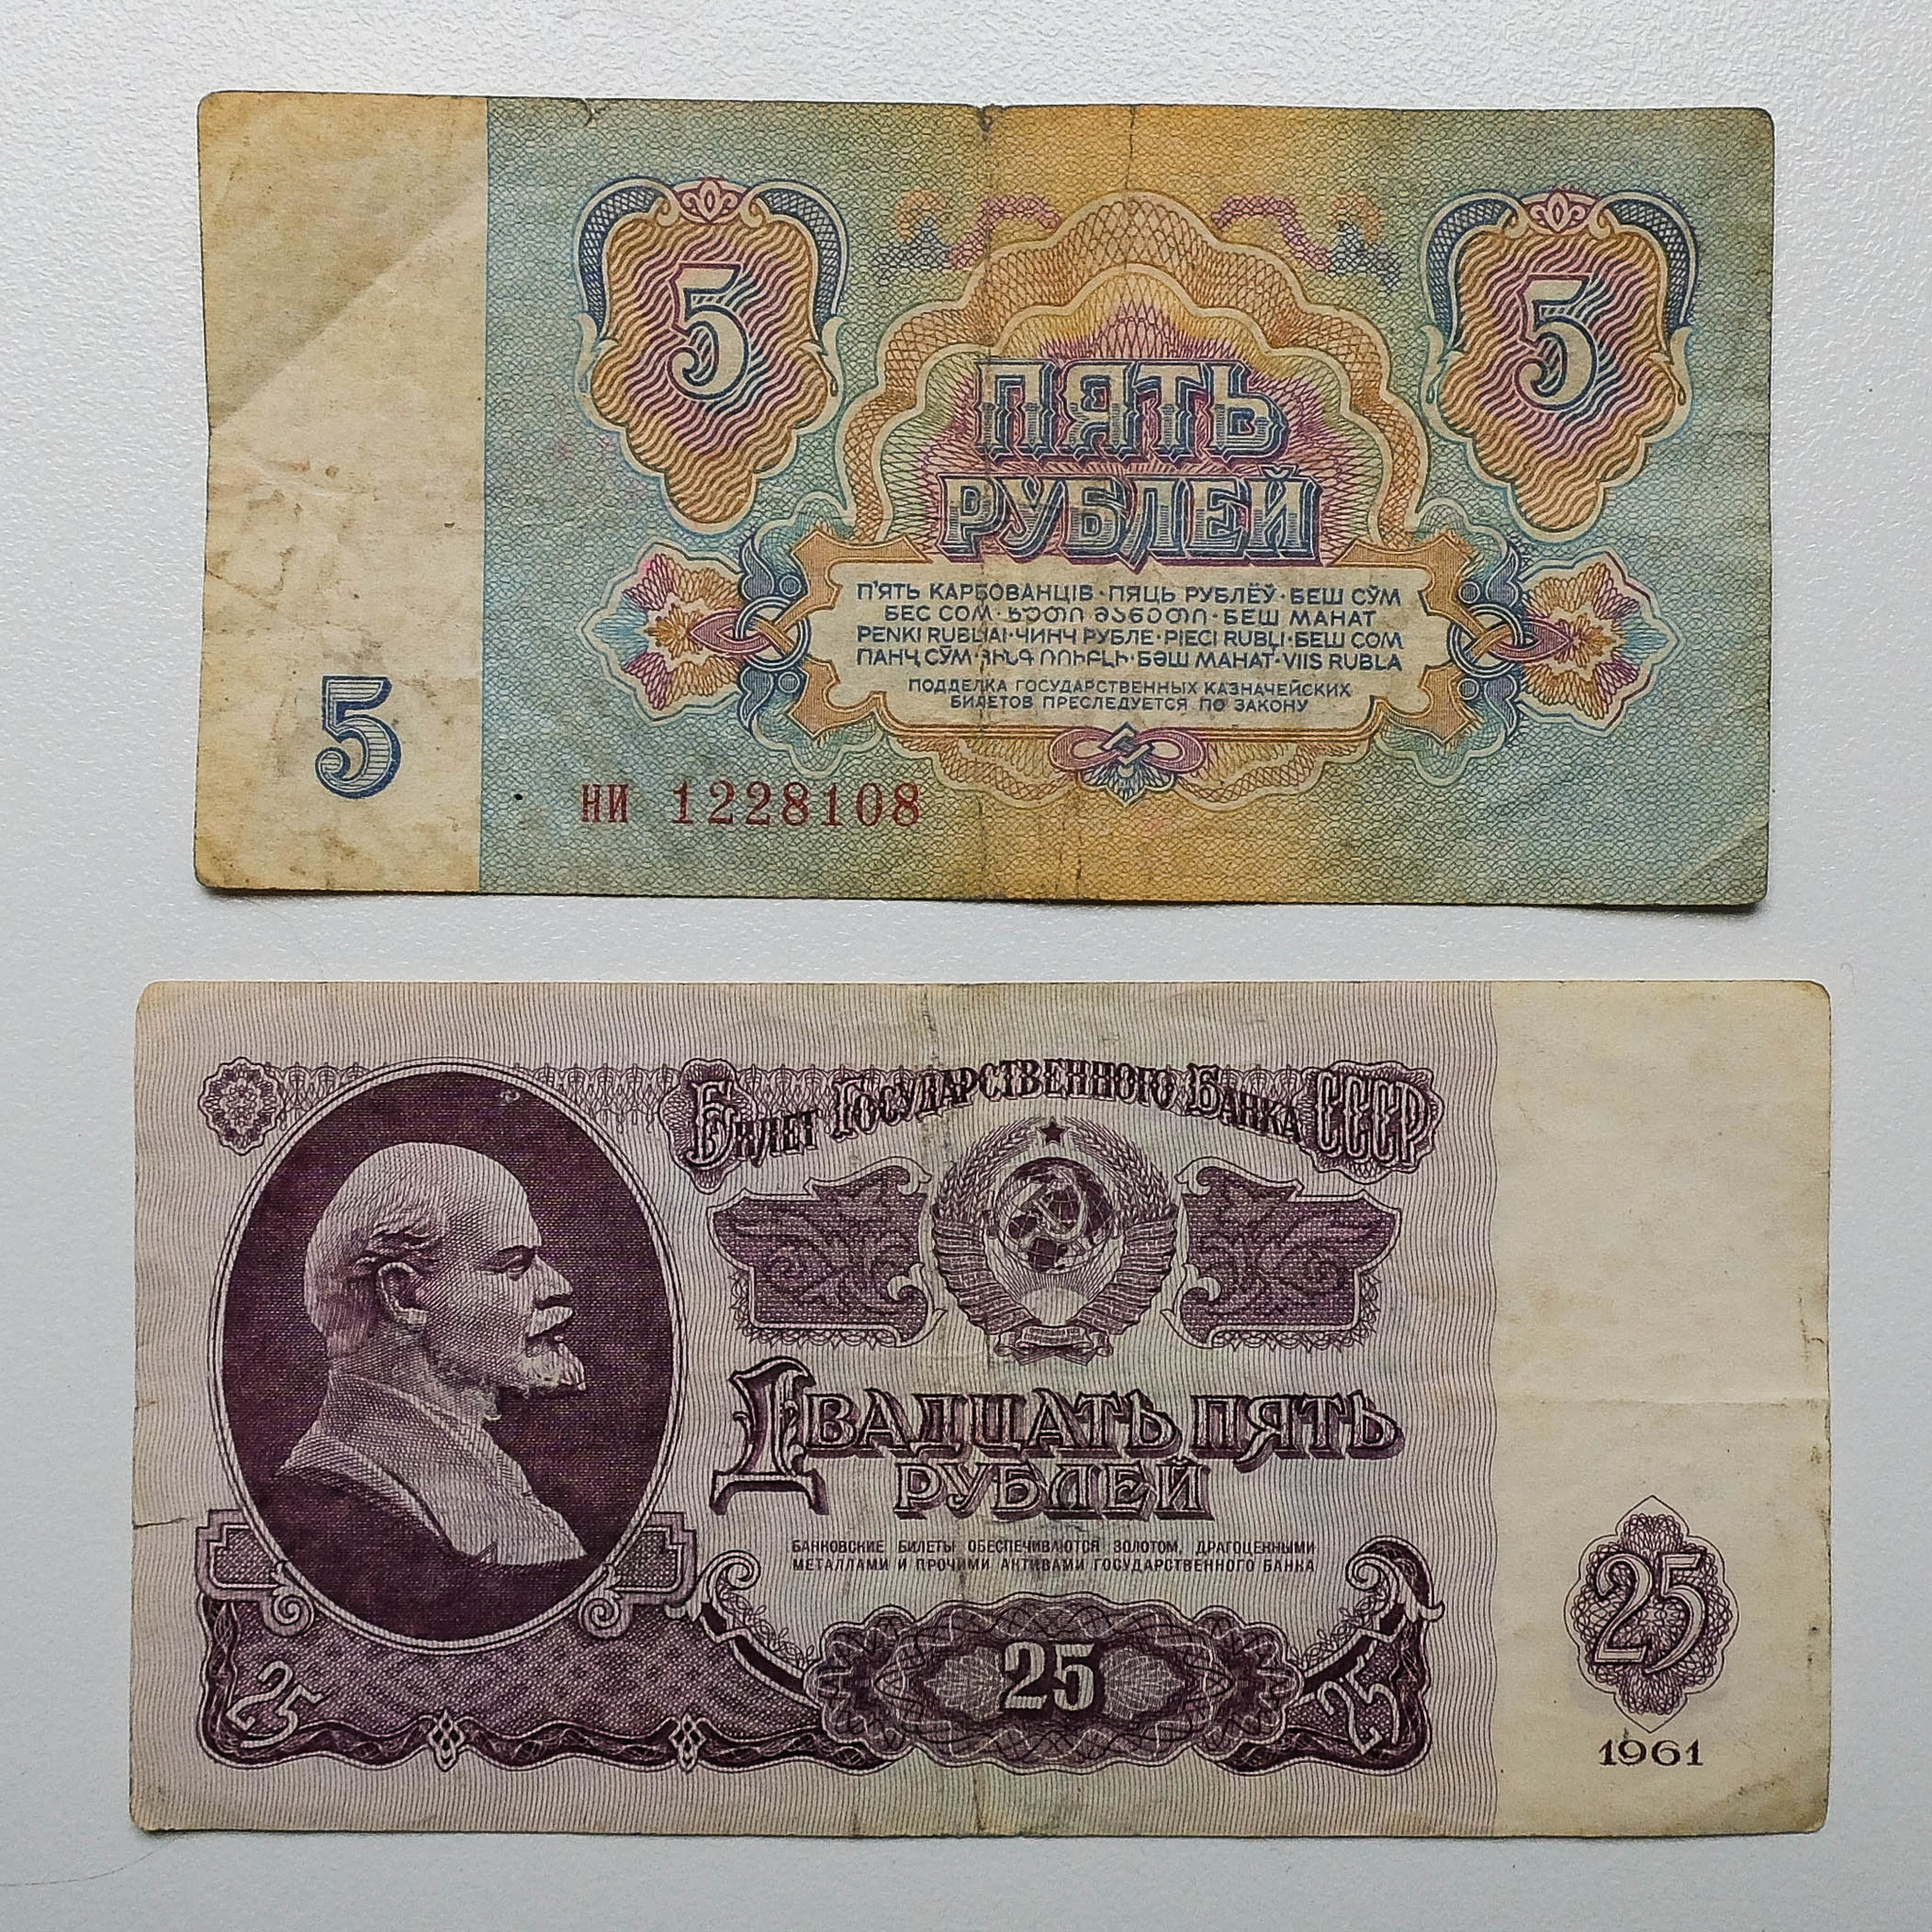 5 5
ПЯТЬ
РУБЛЕЙ
П'ЯТЬ КАРБОВАНЦІВ·ПЯЦЬ РУБЛЁЎ·БЕШ СЎМ
БЕС СОМ·ᲮᲣᲗᲘ ᲛᲐᲜᲔᲗᲘ·БЕШ МАНАТ
PENKI RUBLIAI·ЧИНЧ РУБЛЕ·PIECI RUBĻI·БЕШ СОМ
ПАНҶ СӮМ·ՀԻՆԳ ՌՈՒԲԼԻ·БӘШ МАНАТ·VIIS RUBLA
ПОДДЕЛКА ГОСУДАРСТВЕННЫХ КАЗНАЧЕЙСКИХ
БИЛЕТОВ ПРЕСЛЕДУЕТСЯ ПО ЗАКОНУ
5
НИ 1228108
БИЛЕТ ГОСУДАРСТВЕННОГО БАНКА СССР
ДВАДЦАТЬ ПЯТЬ
РУБЛЕЙ
БАНКОВСКИЕ БИЛЕТЫ ОБЕСПЕЧИВАЮТСЯ ЗОЛОТОМ, ДРАГОЦЕННЫМИ
МЕТАЛЛАМИ И ПРОЧИМИ АКТИВАМИ ГОСУДАРСТВЕННОГО БАНКА
25 25 25
25
1961